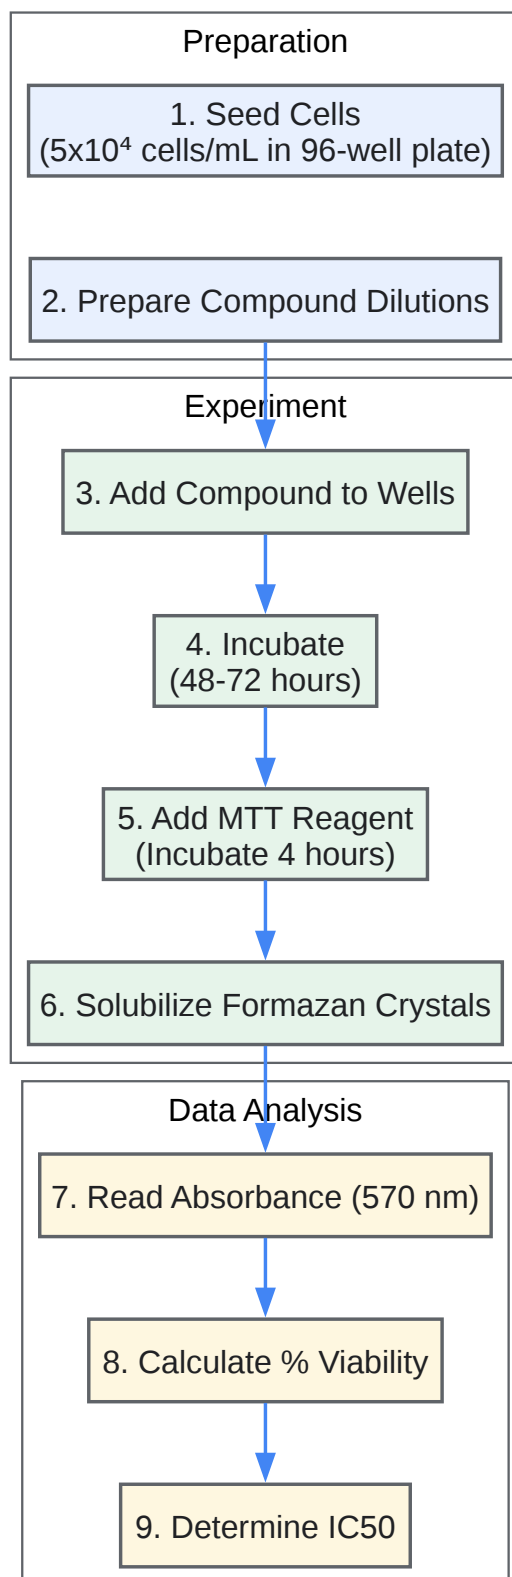 Preparation
1. Seed Cells
(5x10⁴ cells/mL in 96-well plate)
2. Prepare Compound Dilutions
Experiment
3. Add Compound to Wells
4. Incubate
(48-72 hours)
5. Add MTT Reagent
(Incubate 4 hours)
6. Solubilize Formazan Crystals
Data Analysis
7. Read Absorbance (570 nm)
8. Calculate % Viability
9. Determine IC50